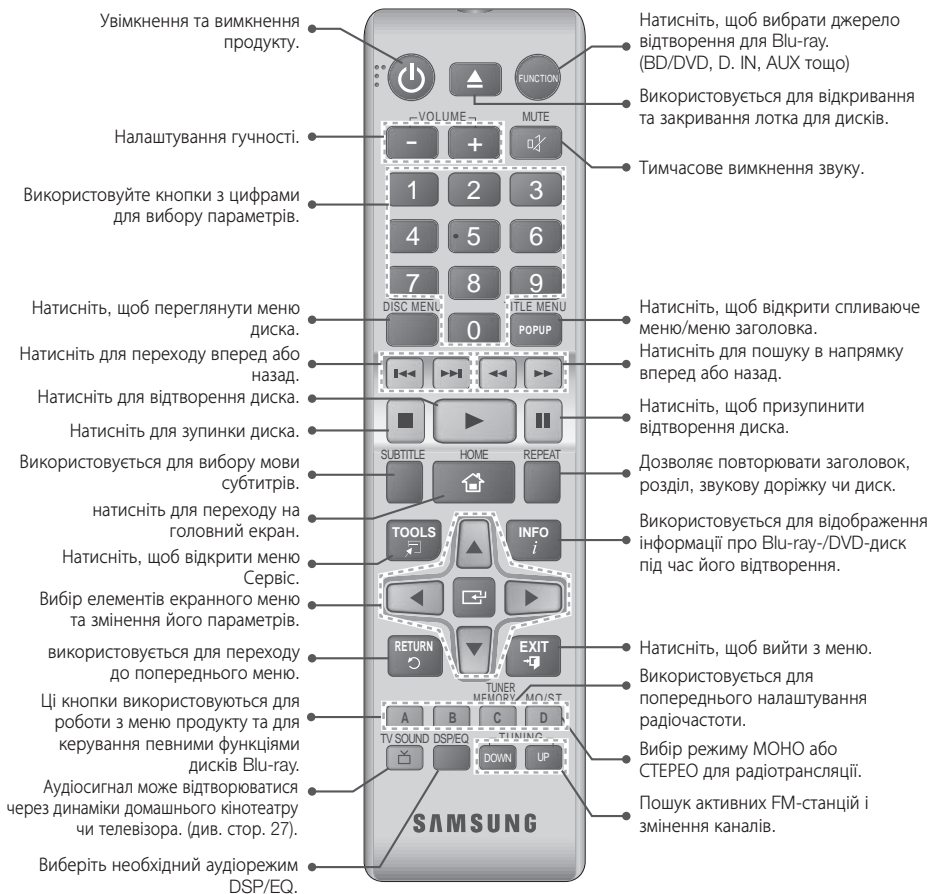 Увімкнення та вимкнення
продукту.
Налаштування гучності.
Використовуйте кнопки з цифрами
для вибору параметрів.
Натисніть, щоб переглянути меню
диска.
Натисніть для переходу вперед або
назад.
Натисніть для відтворення диска.
Натисніть для зупинки диска.
Використовується для вибору мови
субтитрів.
натисніть для переходу на
головний екран.
Натисніть, щоб відкрити меню
Сервіс.
Вибір елементів екранного меню
та змінення його параметрів.
використовується для переходу
до попереднього меню.
Ці кнопки використовуються для
роботи з меню продукту та для
керування певними функціями
дисків Blu-ray.
Аудіосигнал може відтворюватися
через динаміки домашнього кінотеатру
чи телевізора. (див. стор. 27).
Виберіть необхідний аудіорежим
DSP/EQ.
FUNCTION
VOLUME
MUTE
- +
1 2 3
4 5 6
7 8 9
DISC MENU
TITLE MENU
0
POPUP
SUBTITLE HOME REPEAT
TOOLS
INFO
i
RETURN
EXIT
TUNER
MEMORY MO/ST
A B C D
TV SOUND DSP/EQ TUNING
DOWN UP
SAMSUNG
Натисніть, щоб вибрати джерело
відтворення для Blu-ray.
(BD/DVD, D. IN, AUX тощо)
Використовується для відкривання
та закривання лотка для дисків.
Тимчасове вимкнення звуку.
Натисніть, щоб відкрити спливаюче
меню/меню заголовка.
Натисніть для пошуку в напрямку
вперед або назад.
Натисніть, щоб призупинити
відтворення диска.
Дозволяє повторювати заголовок,
розділ, звукову доріжку чи диск.
Використовується для відображення
інформації про Blu-ray-/DVD-диск
під час його відтворення.
Натисніть, щоб вийти з меню.
Використовується для
попереднього налаштування
радіочастоти.
Вибір режиму МОНО або
СТЕРЕО для радіотрансляції.
Пошук активних FM-станцій і
змінення каналів.